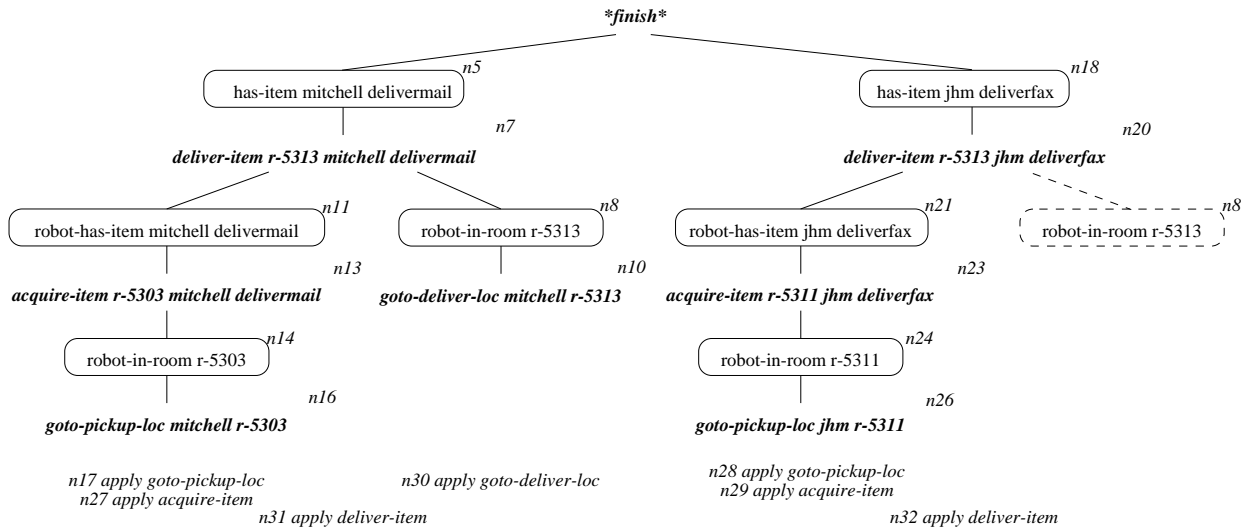 *finish*
n5
n18
has-item mitchell delivermail
has-item jhm deliverfax
n7
n20
deliver-item r-5313 mitchell delivermail
deliver-item r-5313 jhm deliverfax
n11
n8
n21
n8
robot-has-item mitchell delivermail
robot-in-room r-5313
robot-has-item jhm deliverfax
robot-in-room r-5313
n13
n10
n23
acquire-item r-5303 mitchell delivermail
goto-deliver-loc mitchell r-5313
acquire-item r-5311 jhm deliverfax
n14
n24
robot-in-room r-5303
robot-in-room r-5311
n16
n26
goto-pickup-loc mitchell r-5303
goto-pickup-loc jhm r-5311
n17 apply goto-pickup-loc
n30 apply goto-deliver-loc
n28 apply goto-pickup-loc
n27 apply acquire-item
n29 apply acquire-item
n31 apply deliver-item
n32 apply deliver-item